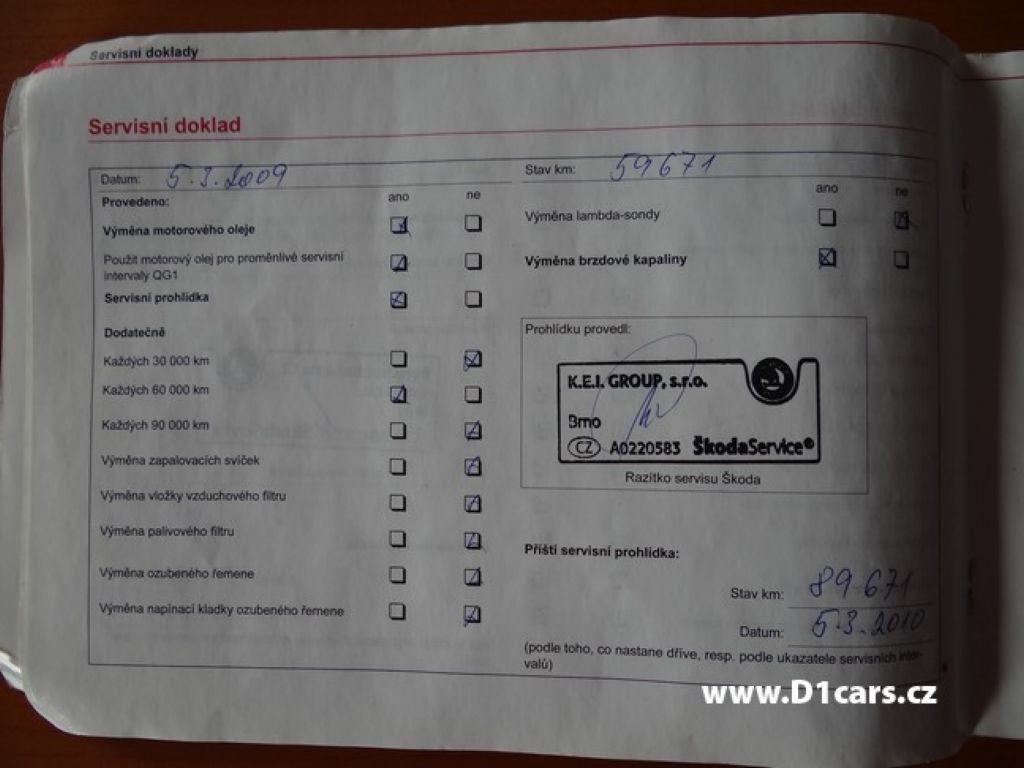 Servisní doklady
Servisní doklad
Datum: 5.3.2009
Provedeno: ano ne
Výměna motorového oleje
Použit motorový olej pro proměnlivé servisní
intervaly QG1
Servisní prohlídka
Dodatečně
Každých 30 000 km
Každých 60 000 km
Každých 90 000 km
Výměna zapalovacích svíček
Výměna vložky vzduchového filtru
Výměna palivového filtru
Výměna ozubeného řemene
Výměna napínací kladky ozubeného řemene
Stav km: 59671
ano ne
Výměna lambda-sondy
Výměna brzdové kapaliny
Prohlídku provedl:
K.E.I. GROUP, s.r.o.
Brno
CZ A0220583 ŠkodaService®
Razítko servisu Škoda
Příští servisní prohlídka:
Stav km: 89671
Datum: 5.3.2010
(podle toho, co nastane dříve, resp. podle ukazatele servisních inter-
valů)
www.D1cars.cz